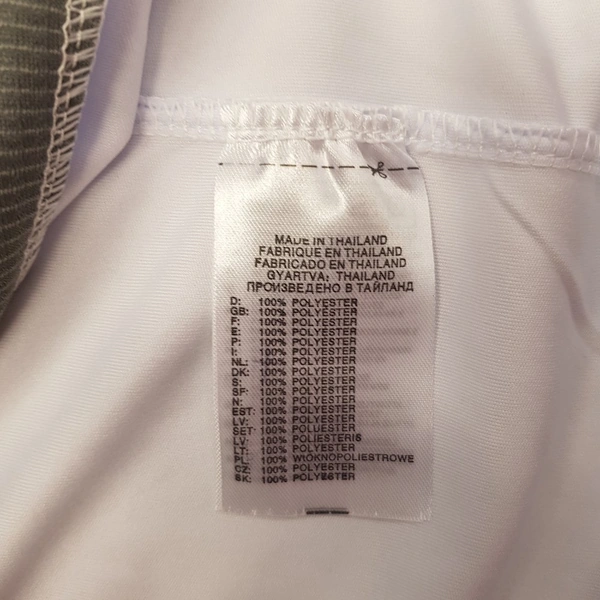 MADE IN THAILAND
FABRIQUE EN THAILAND
FABRICADO EN THAILAND
GYARTVA: THAILAND
ПРОИЗВЕДЕНО В ТАЙЛАНД
D: 100% POLYESTER
GB: 100% POLYESTER
F: 100% POLYESTER
E: 100% POLYESTER
P: 100% POLYESTER
I: 100% POLYESTER
NL: 100% POLYESTER
DK: 100% POLYESTER
S: 100% POLYESTER
SF: 100% POLYESTER
N: 100% POLYESTER
EST: 100% POLYESTER
LV: 100% POLYESTER
SET: 100% POLUESTER
LV: 100% POLIESTERIS
LT: 100% POLYESTER
PL: 100% WŁOKNOPOLIESTROWE
CZ: 100% POLYESTER
SK: 100% POLYESTER